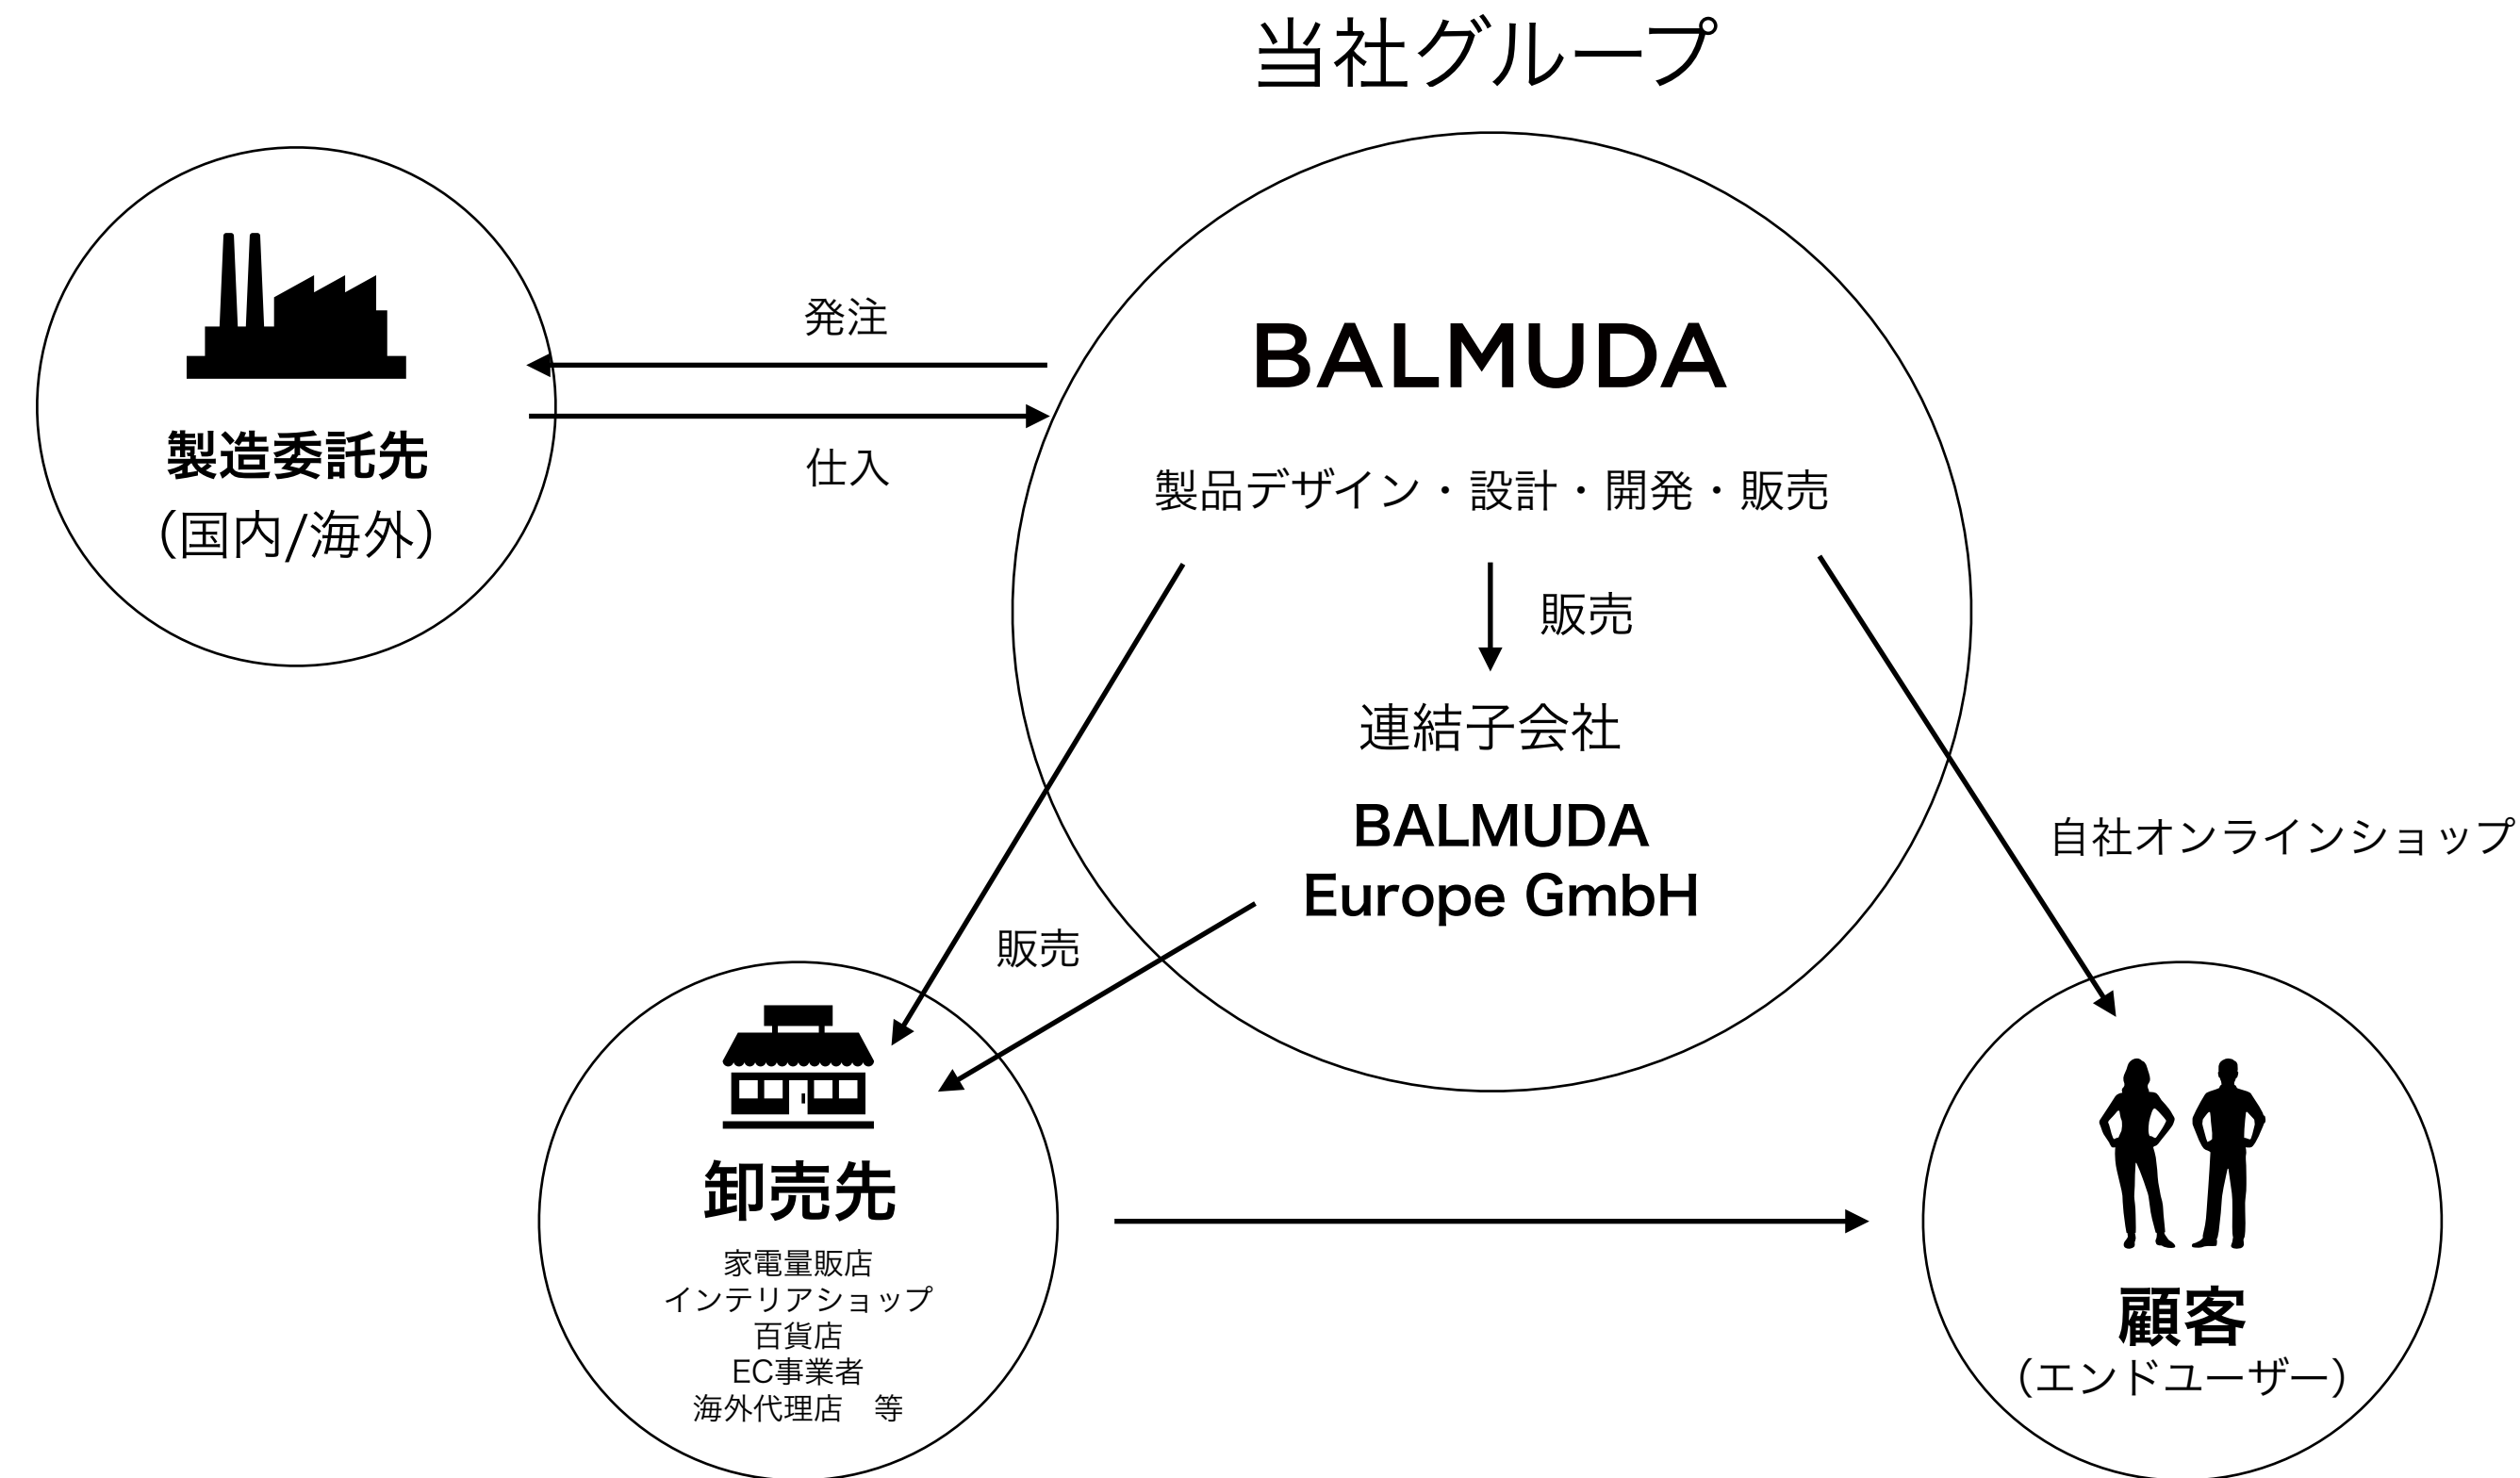 当社グループ
製造委託先
（国内/海外）
発注
仕入
BALMUDA
製品デザイン・設計・開発・販売
販売
連結子会社
BALMUDA
Europe GmbH
自社オンラインショップ
販売
卸売先
家電量販店
インテリアショップ
百貨店
EC事業者
海外代理店　等
顧客
（エンドユーザー）